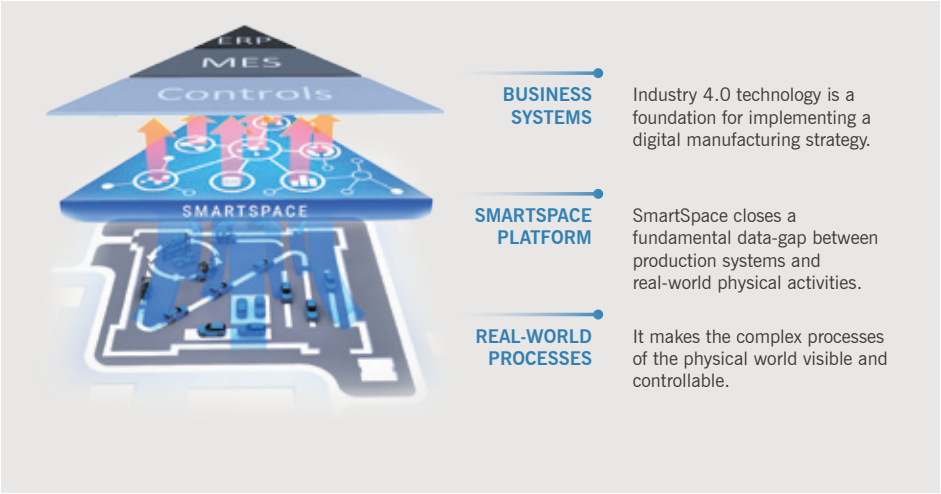 ERP
MES
Controls
SMARTSPACE
BUSINESS
SYSTEMS
Industry 4.0 technology is a
foundation for implementing a
digital manufacturing strategy.
SMARTSPACE
PLATFORM
SmartSpace closes a
fundamental data-gap between
production systems and
real-world physical activities.
REAL-WORLD
PROCESSES
It makes the complex processes
of the physical world visible and
controllable.